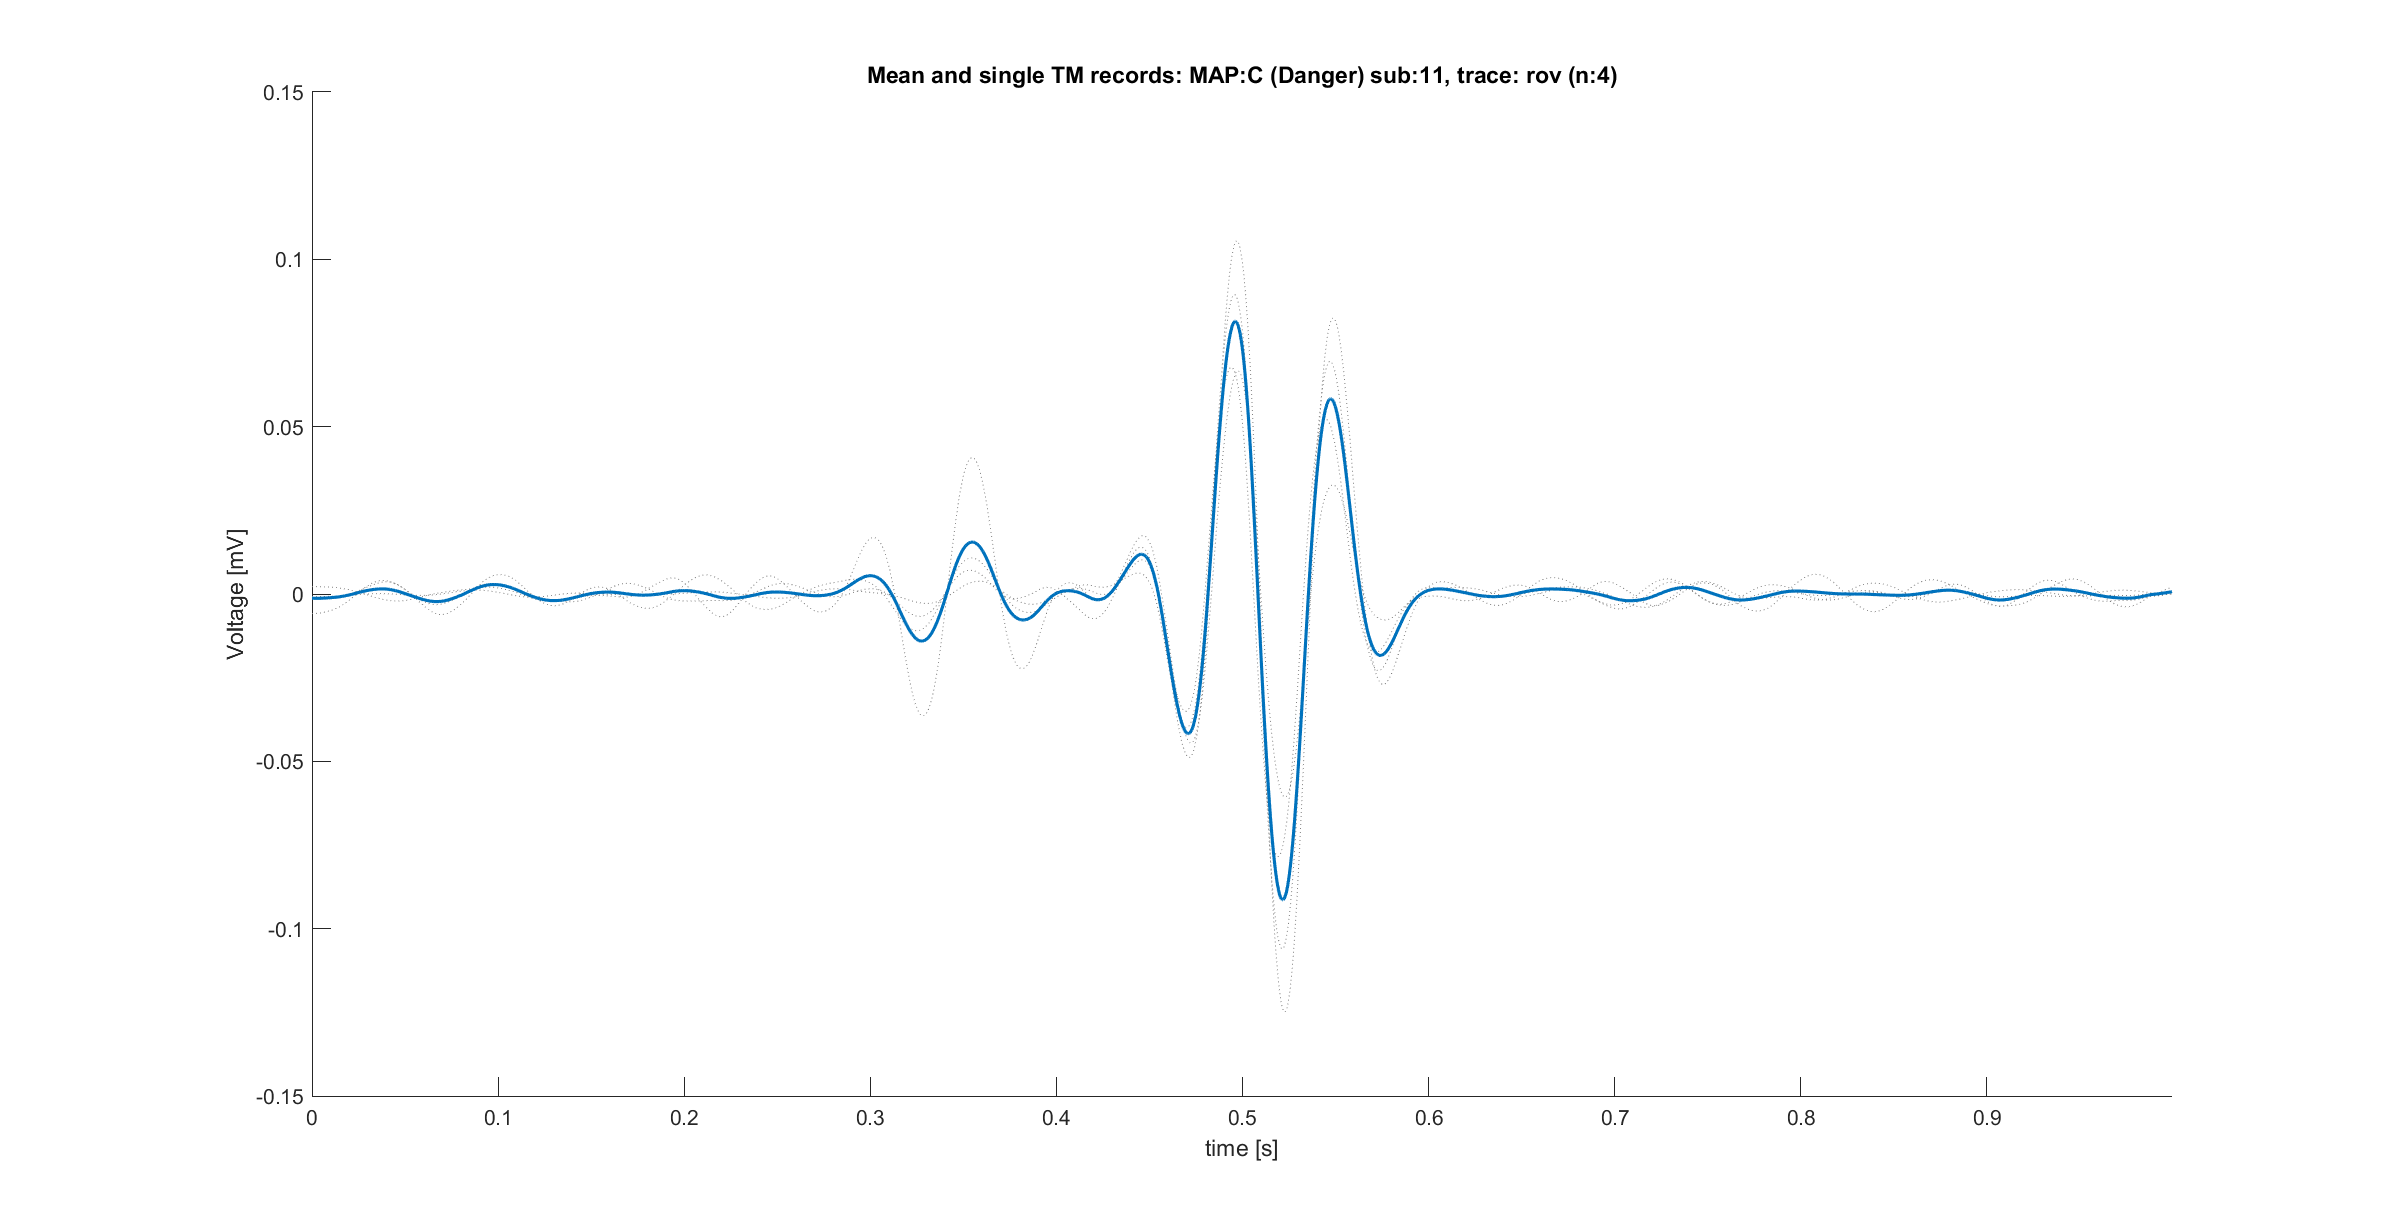 Mean and single TM records: MAP:C (Danger) sub:11, trace: rov (n:4)
0.15
0.1
0.05
0
-0.05
-0.1
-0.15
Voltage [mV]
0 0.1 0.2 0.3 0.4 0.5 0.6 0.7 0.8 0.9
time [s]